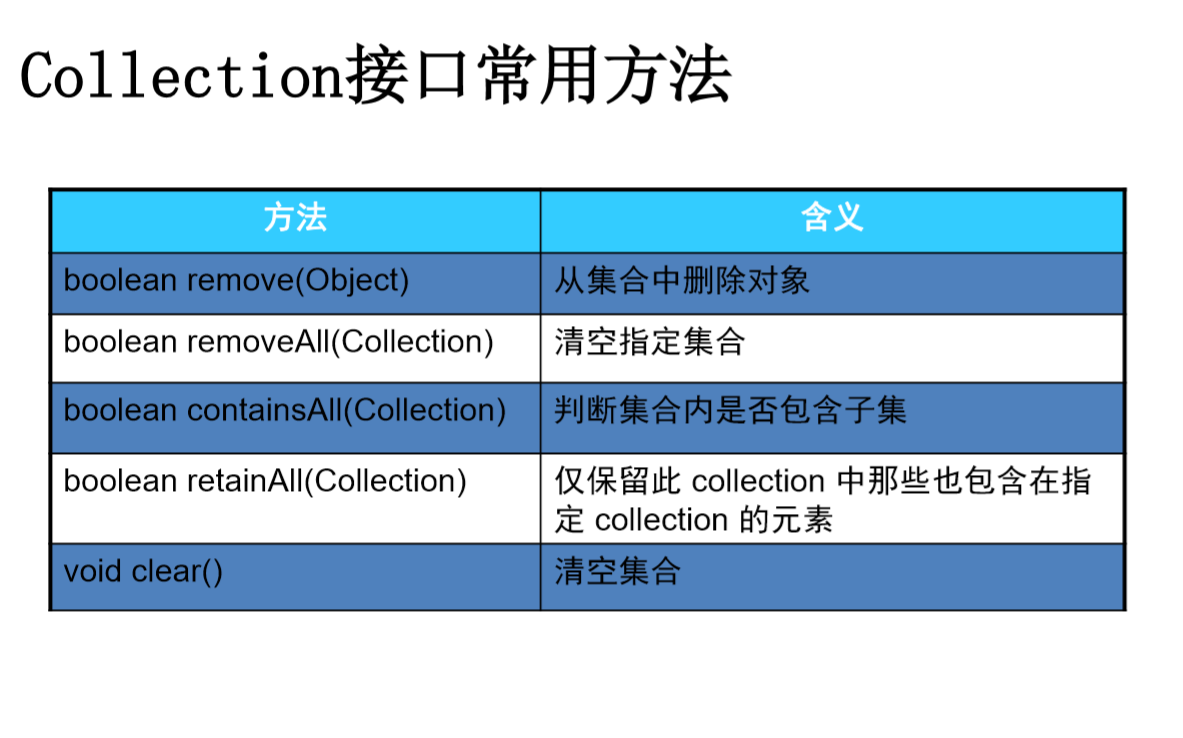 Collection接口常用方法
方法
含义
boolean remove(Object)
从集合中删除对象
boolean removeAll(Collection)
清空指定集合
boolean containsAll(Collection)
判断集合内是否包含子集
boolean retainAll(Collection)
仅保留此 collection 中那些也包含在指
定 collection 的元素
void clear()
清空集合